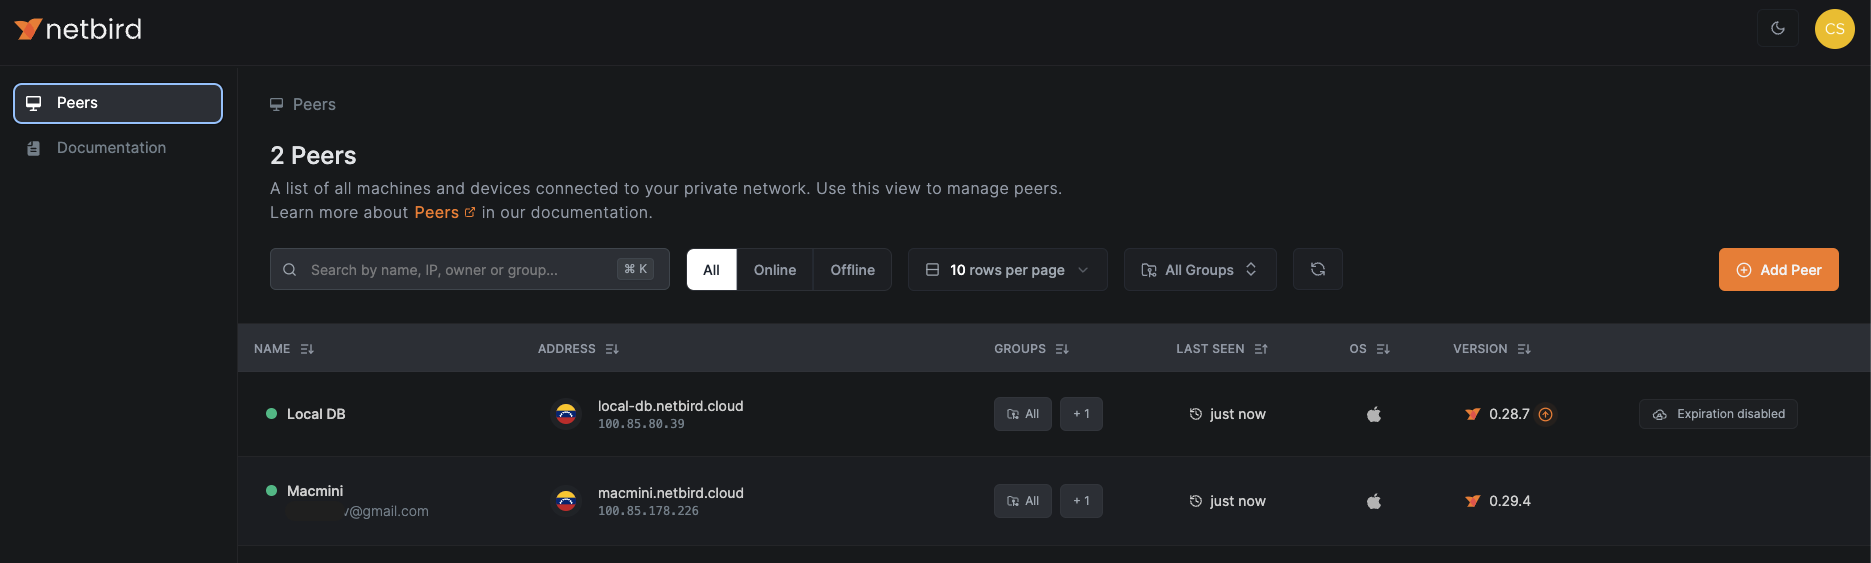 netbird
CS
Peers
Documentation
Peers
2 Peers
A list of all machines and devices connected to your private network. Use this view to manage peers.
Learn more about Peers in our documentation.
Search by name, IP, owner or group... ⌘ K
All Online Offline
10 rows per page
All Groups
Add Peer
NAME ADDRESS GROUPS LAST SEEN OS VERSION
Local DB
local-db.netbird.cloud
100.85.80.39
All + 1
just now
0.28.7
Expiration disabled
Macmini
v@gmail.com
macmini.netbird.cloud
100.85.178.226
All + 1
just now
0.29.4